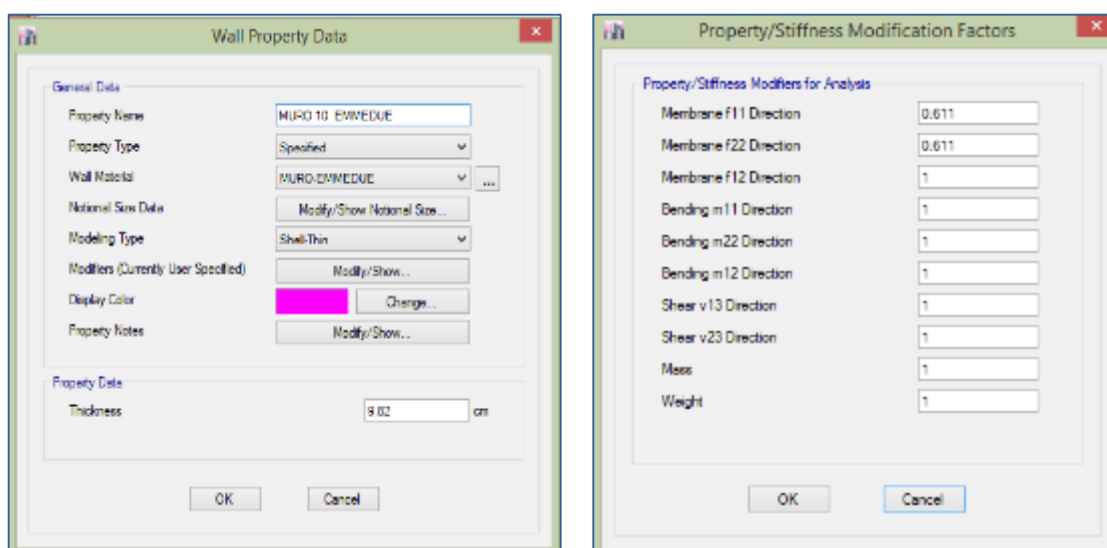 Wall Property Data
General Data
Property Name MURO 10 EMMEDUE
Property Type Specified
Wall Material MURO-EMMEDUE ...
Notional Size Data Modify/Show Notional Size...
Modeling Type Shell-Thin
Modifiers (Currently User Specified) Modify/Show...
Display Color Change...
Property Notes Modify/Show...
Property Data
Thickness 9.82 cm
OK Cancel
Property/Stiffness Modification Factors
Property/Stiffness Modifiers for Analysis
Membrane f11 Direction 0.611
Membrane f22 Direction 0.611
Membrane f12 Direction 1
Bending m11 Direction 1
Bending m22 Direction 1
Bending m12 Direction 1
Shear v13 Direction 1
Shear v23 Direction 1
Mass 1
Weight 1
OK Cancel